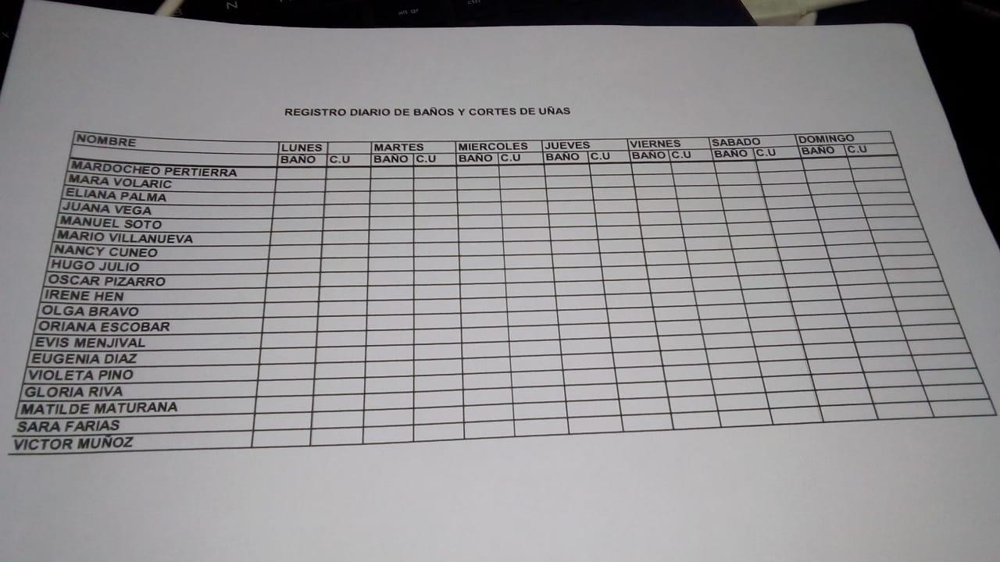 alt gr
ctrl
Z
REGISTRO DIARIO DE BAÑOS Y CORTES DE UÑAS
NOMBRE LUNES MARTES MIERCOLES JUEVES VIERNES SABADO DOMINGO
BAÑO C.U BAÑO C.U BAÑO C.U BAÑO C.U BAÑO C.U BAÑO C.U BAÑO C.U
MARDOCHEO PERTIERRA
MARA VOLARIC
ELIANA PALMA
JUANA VEGA
MANUEL SOTO
MARIO VILLANUEVA
NANCY CUNEO
HUGO JULIO
OSCAR PIZARRO
IRENE HEN
OLGA BRAVO
ORIANA ESCOBAR
EVIS MENJIVAL
EUGENIA DIAZ
VIOLETA PINO
GLORIA RIVA
MATILDE MATURANA
SARA FARIAS
VICTOR MUÑOZ